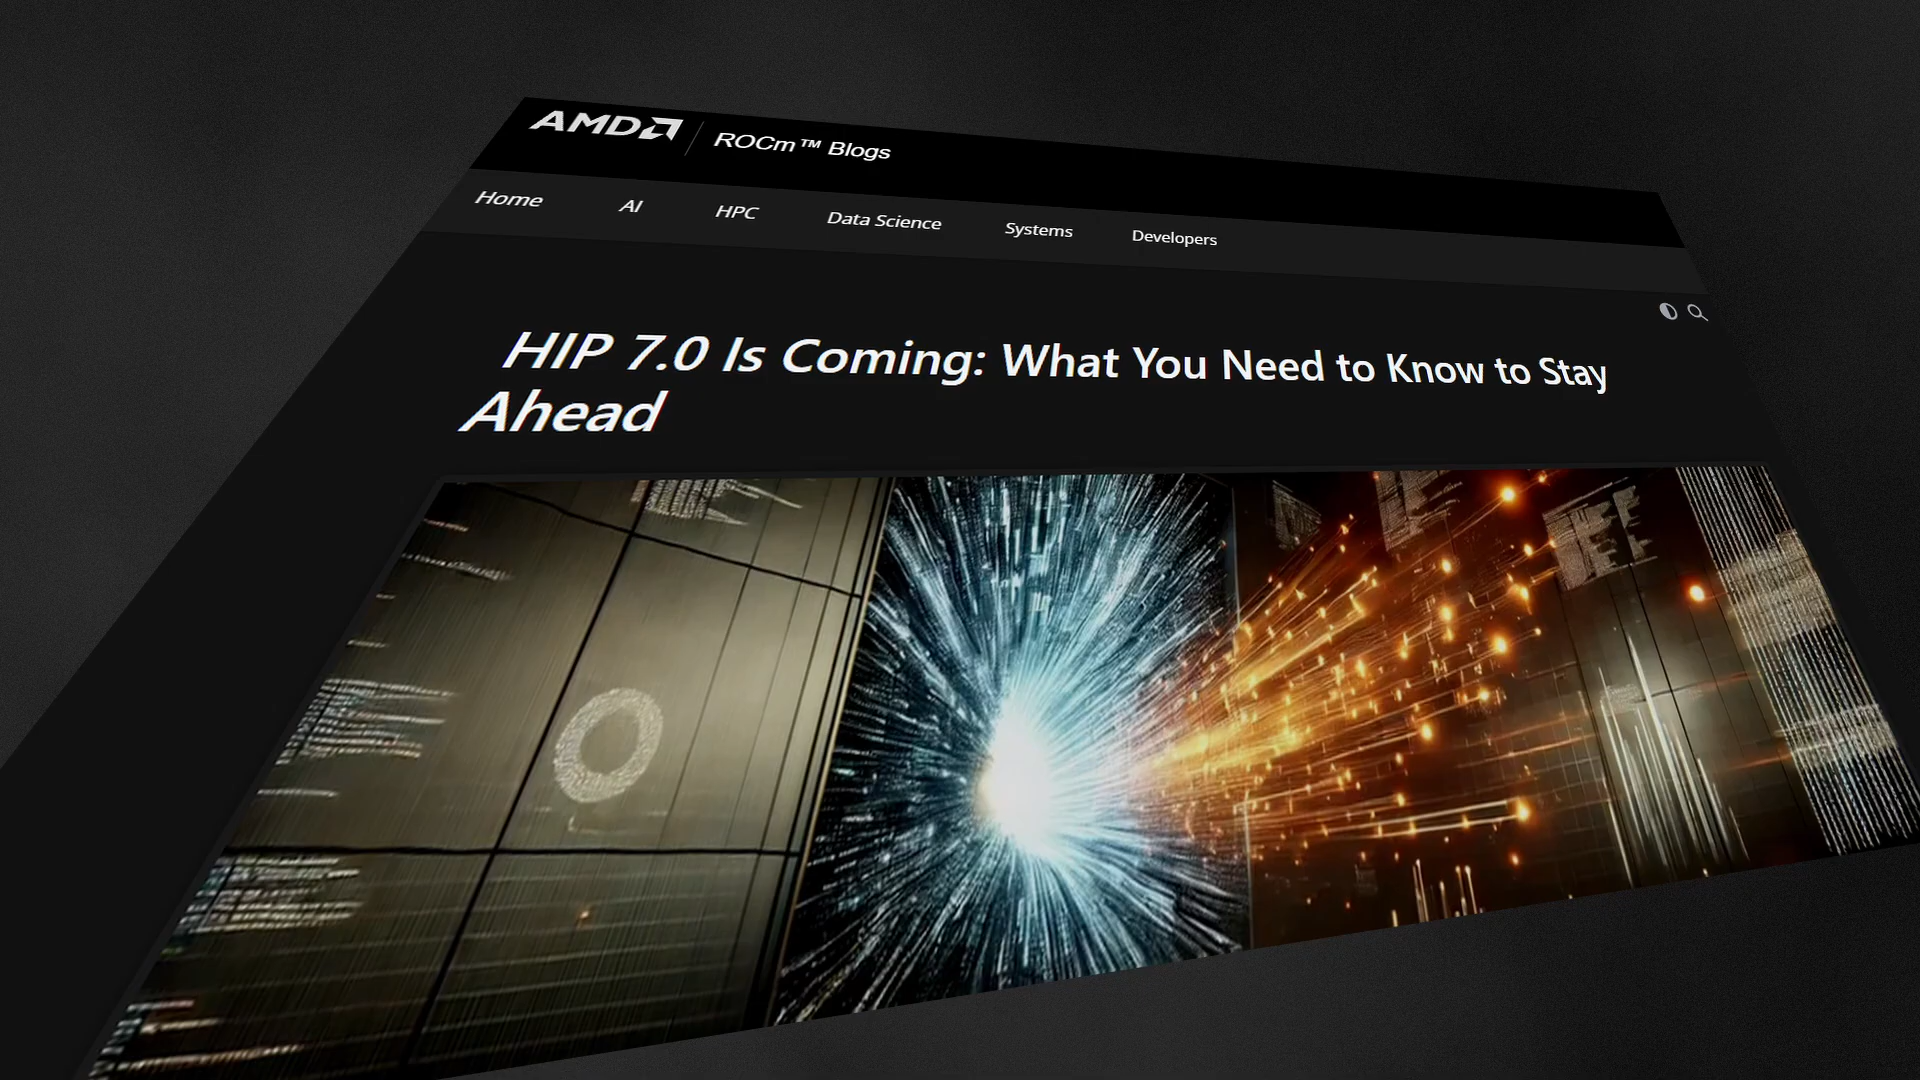 AMD
ROCm™ Blogs
Home AI HPC Data Science Systems Developers
HIP 7.0 Is Coming: What You Need to Know to Stay
Ahead